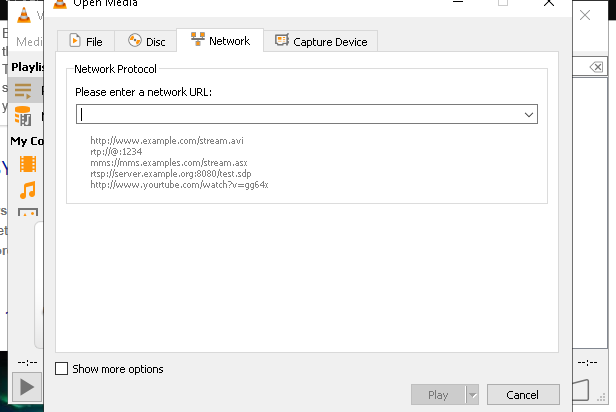 Open Media
Medi
File
Disc
Network
Capture Device
Playlis
My Co
Network Protocol
Please enter a network URL:
http://www.example.com/stream.avi
rtp://@:1234
mms://mms.examples.com/stream.asx
rtsp://server.example.org:8080/test.sdp
http://www.yourtube.com/watch?v=gg64x
--:--
--:--
Show more options
Play
Cancel